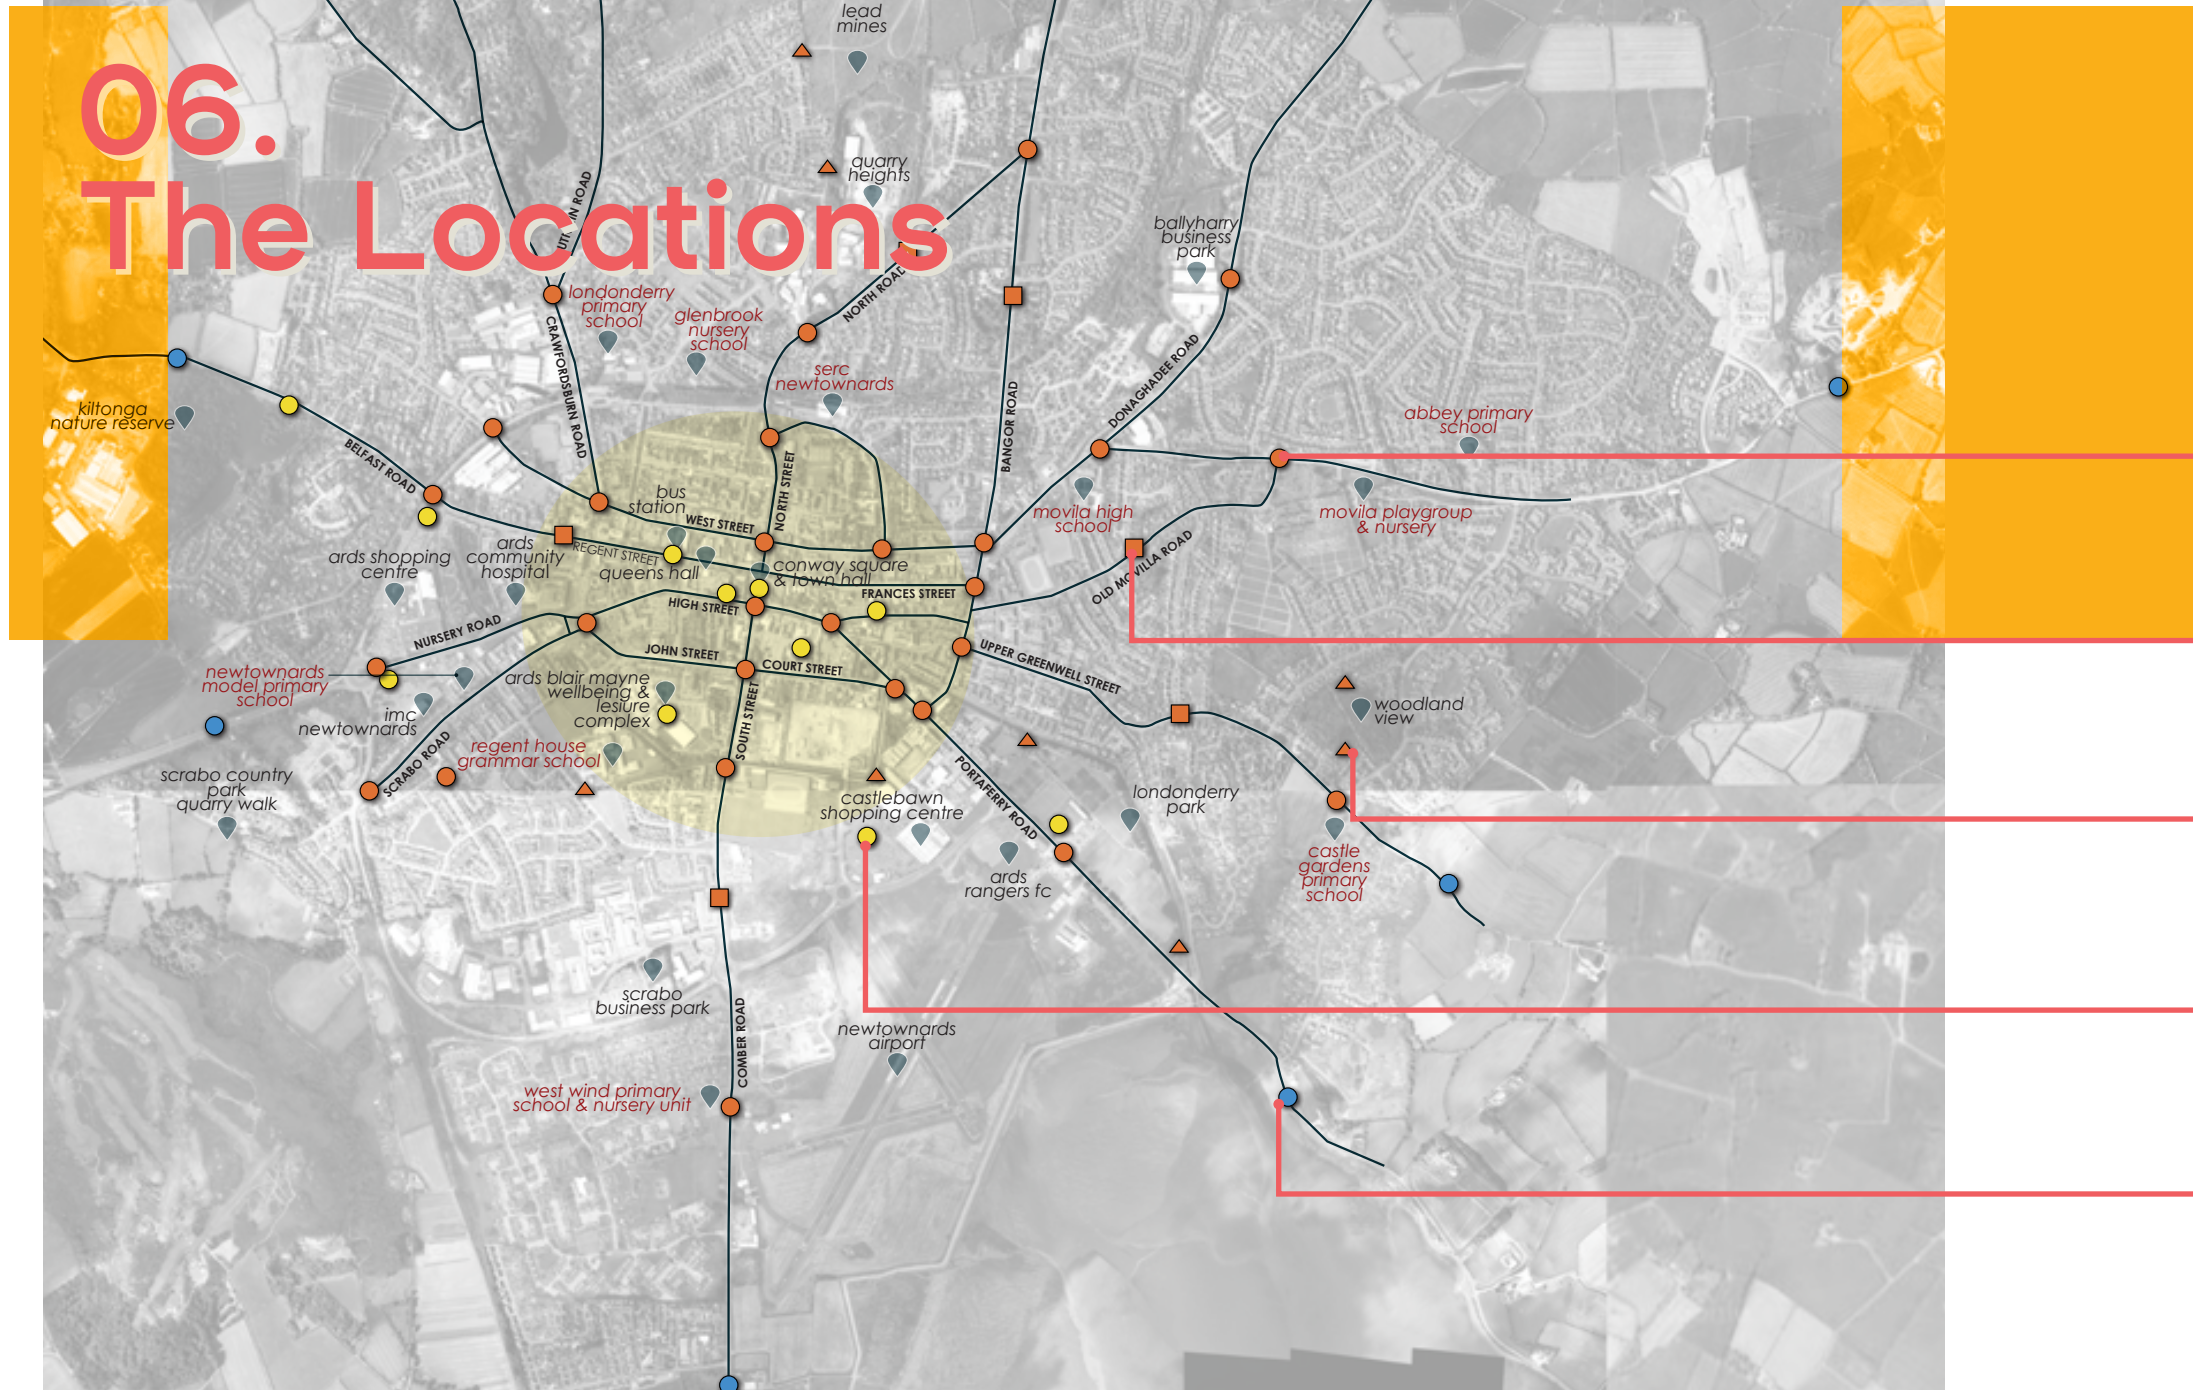 06.
The Locations
lead
mines
quarry
heights
ballyharry
business
park
NORTH ROAD
londonderry
primary
school
glenbrook
nursery
school
serc
newtownards
CRAWFORDSBURN ROAD
BANGOR ROAD
DONAGHADEE ROAD
abbey primary
school
kiltonga
nature reserve
BELFAST ROAD
bus
station
WEST STREET
NORTH STREET
movila high
school
movila playgroup
& nursery
ards shopping
centre
ards
community
hospital
REGENT STREET
queens hall
conway square
& town hall
FRANCES STREET
OLD MOVILLA ROAD
HIGH STREET
NURSERY ROAD
JOHN STREET
COURT STREET
UPPER GREENWELL STREET
newtownards
model primary
school
ards blair mayne
wellbeing &
lesiure
complex
imc
newtownards
SOUTH STREET
woodland
view
regent house
grammar school
SCRABO ROAD
scrabo country
park
quarry walk
castlebawn
shopping centre
PORTAFERRY ROAD
londonderry
park
castle
gardens
primary
school
ards
rangers fc
scrabo
business park
COMBER ROAD
newtownards
airport
west wind primary
school & nursery unit